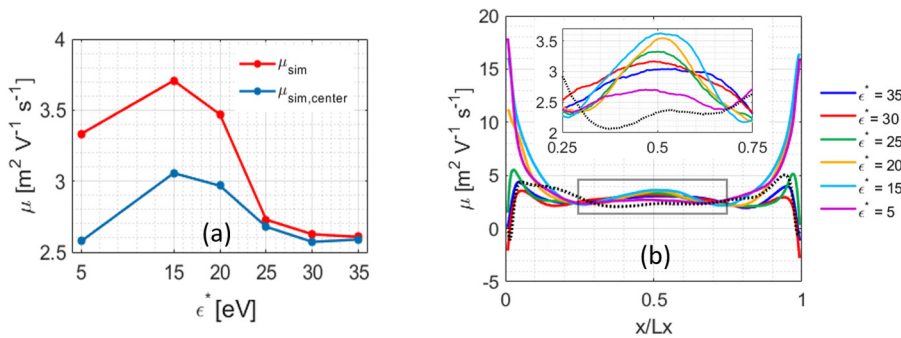 4
3.5
3
2.5
μ [m² V⁻¹ s⁻¹]
μsim
μsim,center
(a)
5 15 20 25 30 35
ϵ* [eV]
20
15
10
5
0
-5
μ [m² V⁻¹ s⁻¹]
3.5
3
2.5
2
0.25 0.5 0.75
(b)
0 0.5 1
x/Lx
ϵ* = 35
ϵ* = 30
ϵ* = 25
ϵ* = 20
ϵ* = 15
ϵ* = 5